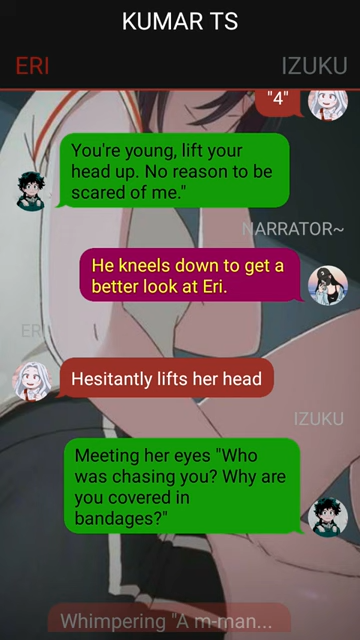 KUMAR TS
ERI
IZUKU
"4"
You're young, lift your
head up. No reason to be
scared of me."
NARRATOR~
He kneels down to get a
better look at Eri.
ERI
Hesitantly lifts her head
IZUKU
Meeting her eyes "Who
was chasing you? Why are
you covered in
bandages?"
Whimpering "A m-man...